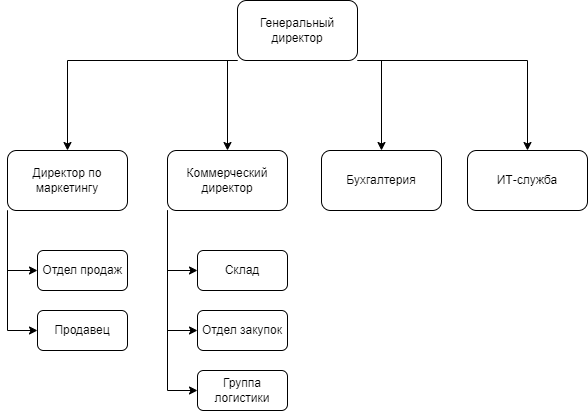 Генеральный
директор
Директор по
маркетингу
Коммерческий
директор
Бухгалтерия
ИТ-служба
Отдел продаж
Склад
Продавец
Отдел закупок
Группа
логистики